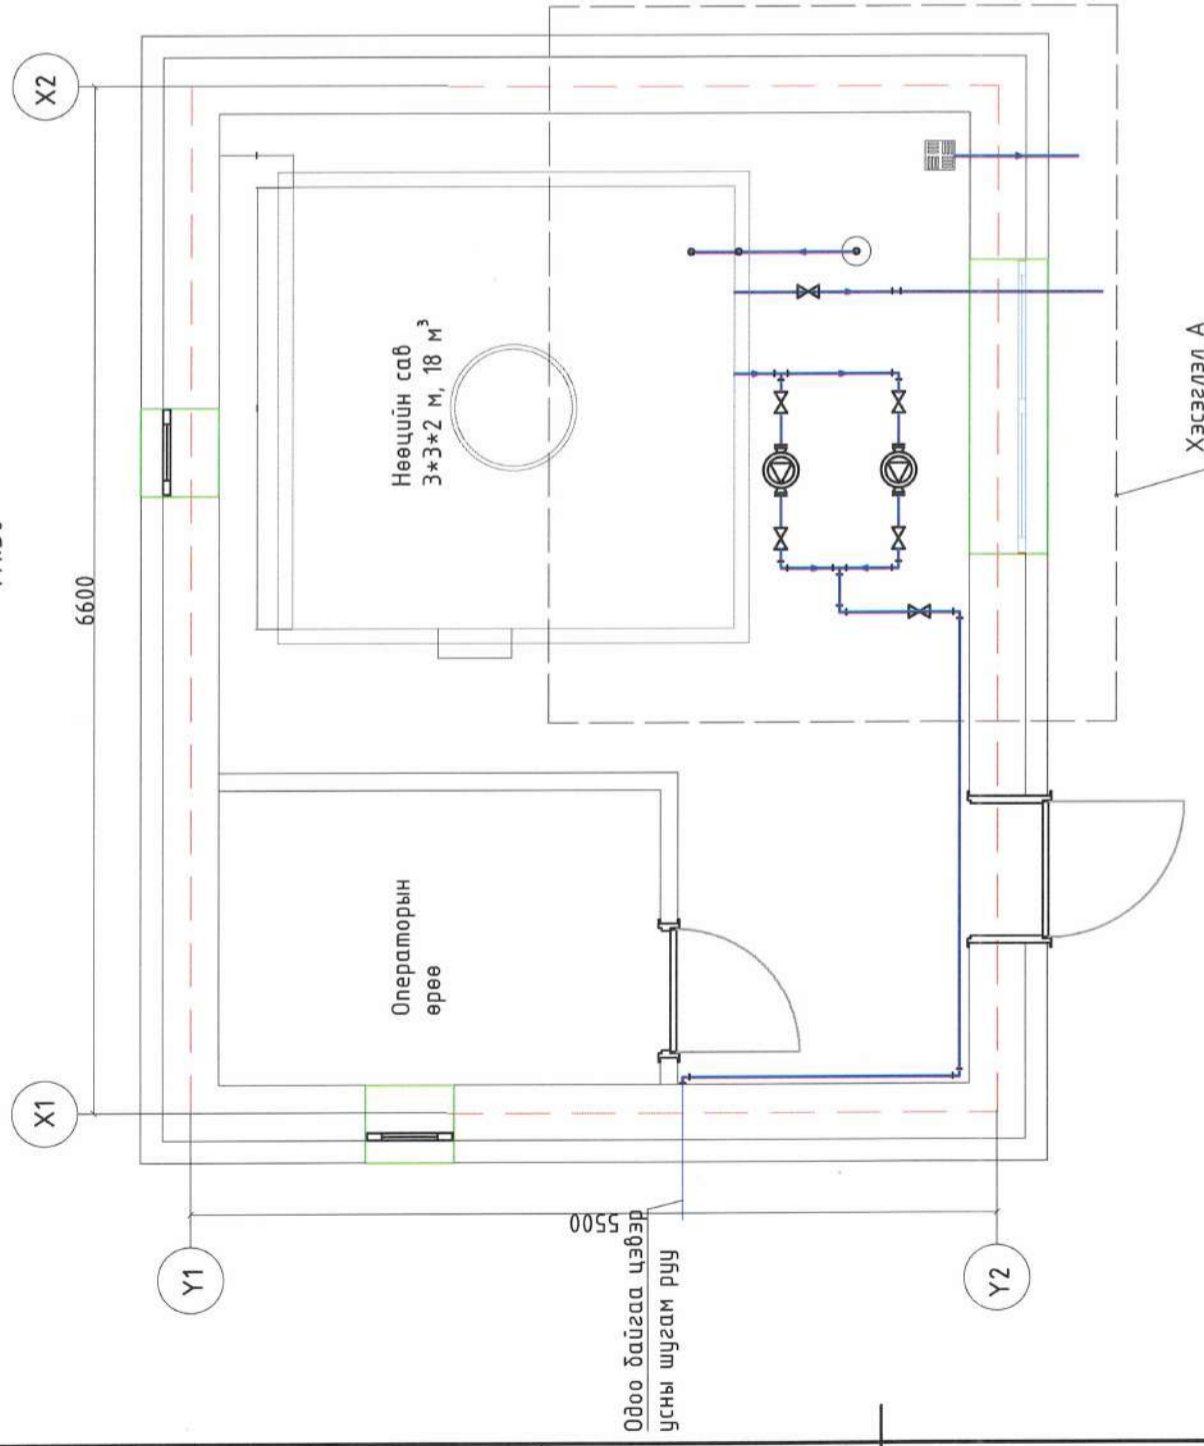 X2
6600
X1
Y1
5500
Y2
Нөөцийн сав
3*3*2 м, 18 м³
Операторын
өрөө
Одоо байгаа цэвэр
усны шугам руу
Хэсэглэл А